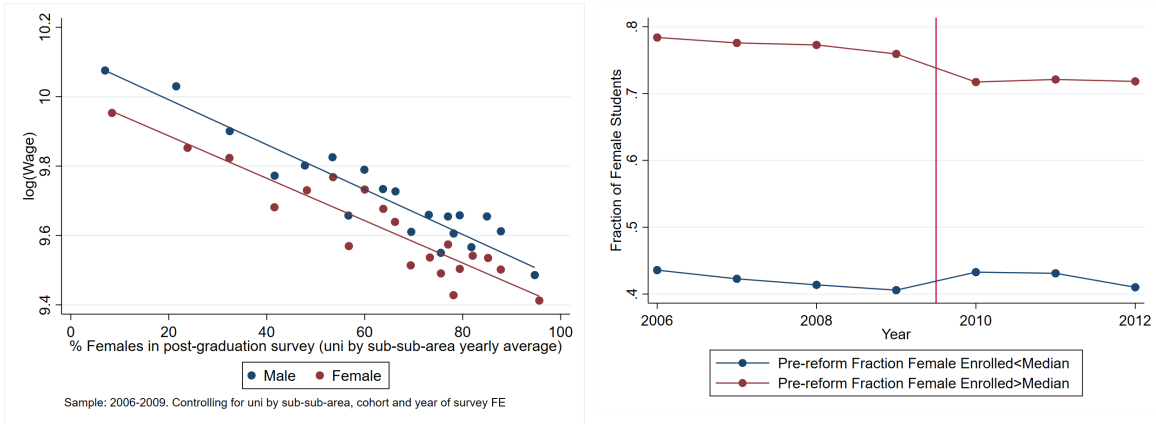 10.2
10
9.8
9.6
9.4
log(Wage)
0 20 40 60 80 100
% Females in post-graduation survey (uni by sub-sub-area yearly average)
Male Female
Sample: 2006-2009. Controlling for uni by sub-sub-area, cohort and year of survey FE
.8
.7
.6
.5
.4
Fraction of Female Students
2006 2008 2010 2012
Year
Pre-reform Fraction Female Enrolled<Median
Pre-reform Fraction Female Enrolled>Median